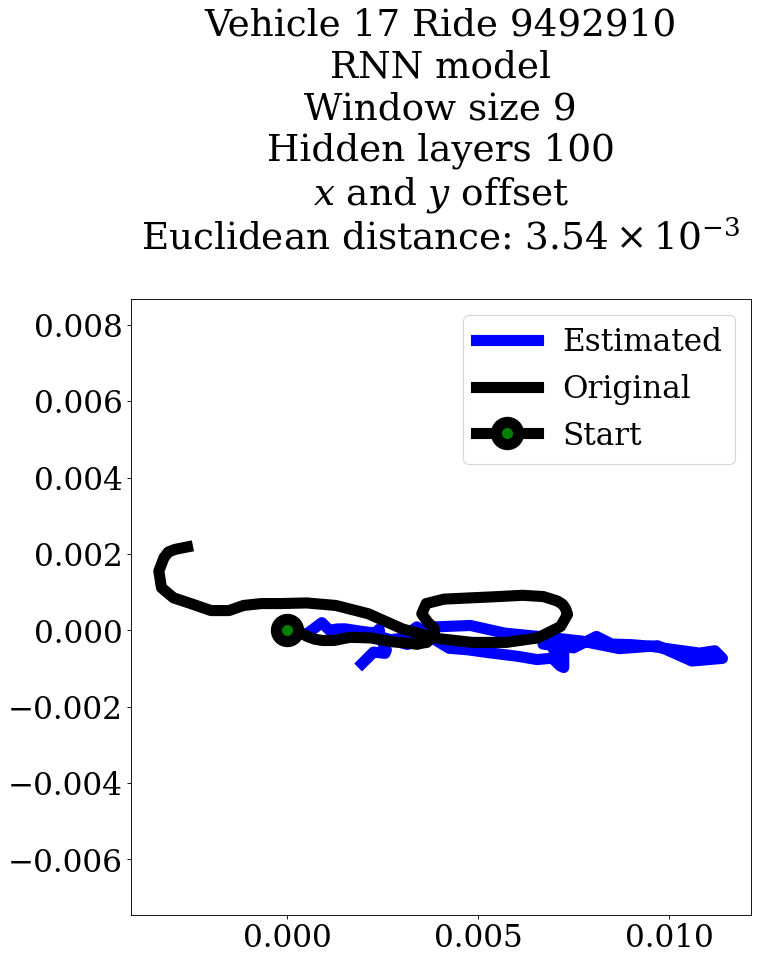 Vehicle 17 Ride 9492910
RNN model
Window size 9
Hidden layers 100
x and y offset
Euclidean distance: 3.54 × 10⁻³
Estimated
Original
Start
0.008
0.006
0.004
0.002
0.000
−0.002
−0.004
−0.006
0.000 0.005 0.010